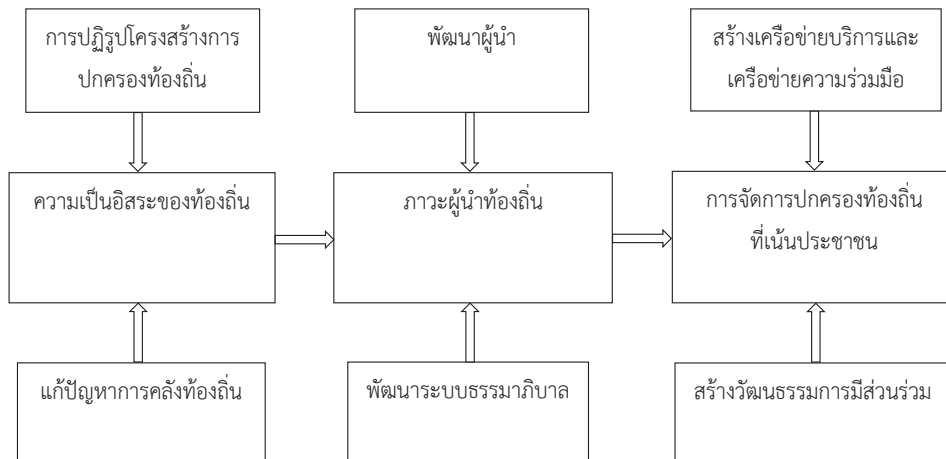 การปฏิรูปโครงสร้างการ
ปกครองท้องถิ่น
พัฒนาผู้นำ
สร้างเครือข่ายบริการและ
เครือข่ายความร่วมมือ
ความเป็นอิสระของท้องถิ่น
ภาวะผู้นำท้องถิ่น
การจัดการปกครองท้องถิ่น
ที่เน้นประชาชน
แก้ปัญหาการคลังท้องถิ่น
พัฒนาระบบธรรมาภิบาล
สร้างวัฒนธรรมการมีส่วนร่วม